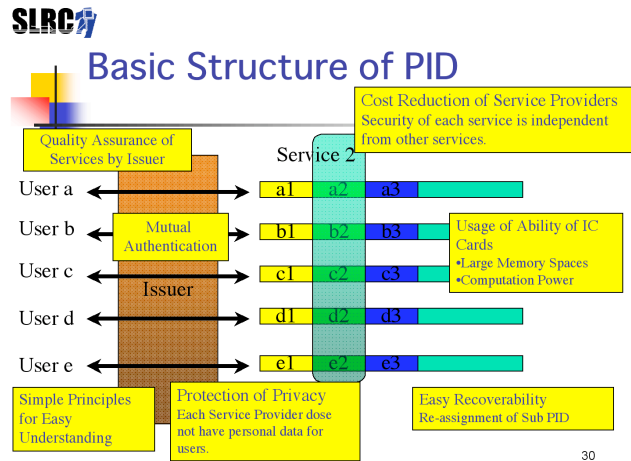 SLRC
Basic Structure of PID
Cost Reduction of Service Providers
Security of each service is independent
from other services.
Quality Assurance of
Services by Issuer
Service 2
User a
a1 a2 a3
User b
Mutual
Authentication
b1 b2 b3
Usage of Ability of IC
Cards
•Large Memory Spaces
•Computation Power
User c
c1 c2 c3
Issuer
User d
d1 d2 d3
User e
e1 e2 e3
Simple Principles
for Easy
Understanding
Protection of Privacy
Each Service Provider dose
not have personal data for
users.
Easy Recoverability
Re-assignment of Sub PID
30